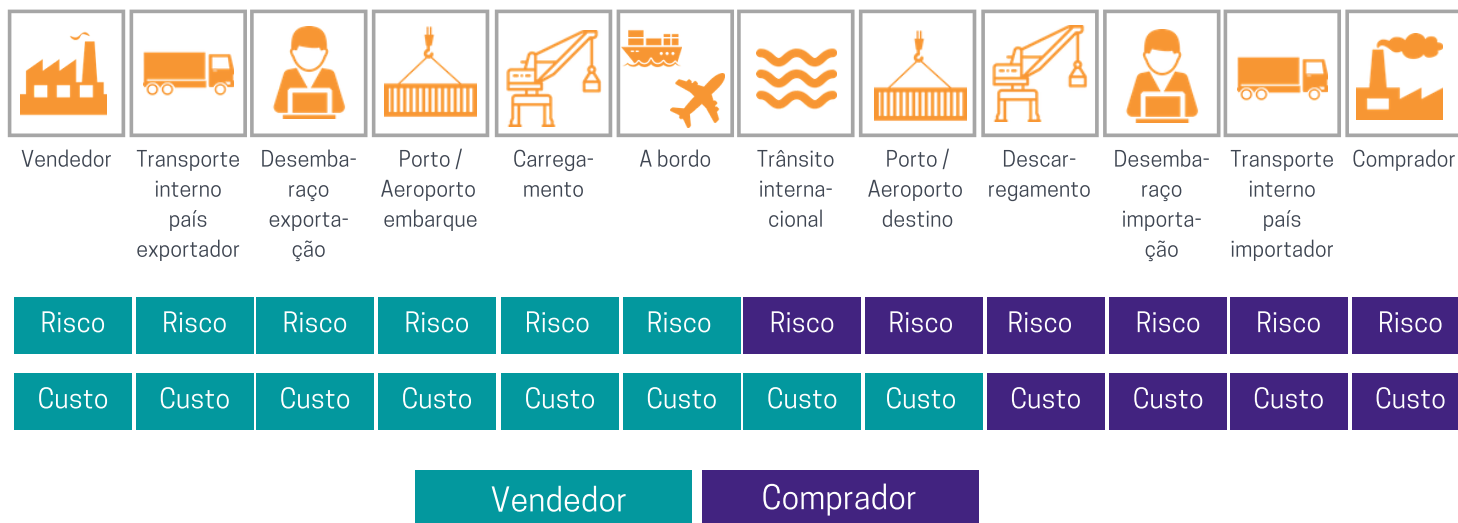 Vendedor
Transporte
interno
país
exportador
Desemba-
raço
exporta-
ção
Porto /
Aeroporto
embarque
Carrega-
mento
A bordo
Trânsito
interna-
cional
Porto /
Aeroporto
destino
Descar-
regamento
Desemba-
raço
importa-
ção
Transporte
interno
país
importador
Comprador
Risco Risco Risco Risco Risco Risco Risco Risco Risco Risco Risco Risco
Custo Custo Custo Custo Custo Custo Custo Custo Custo Custo Custo Custo
Vendedor Comprador